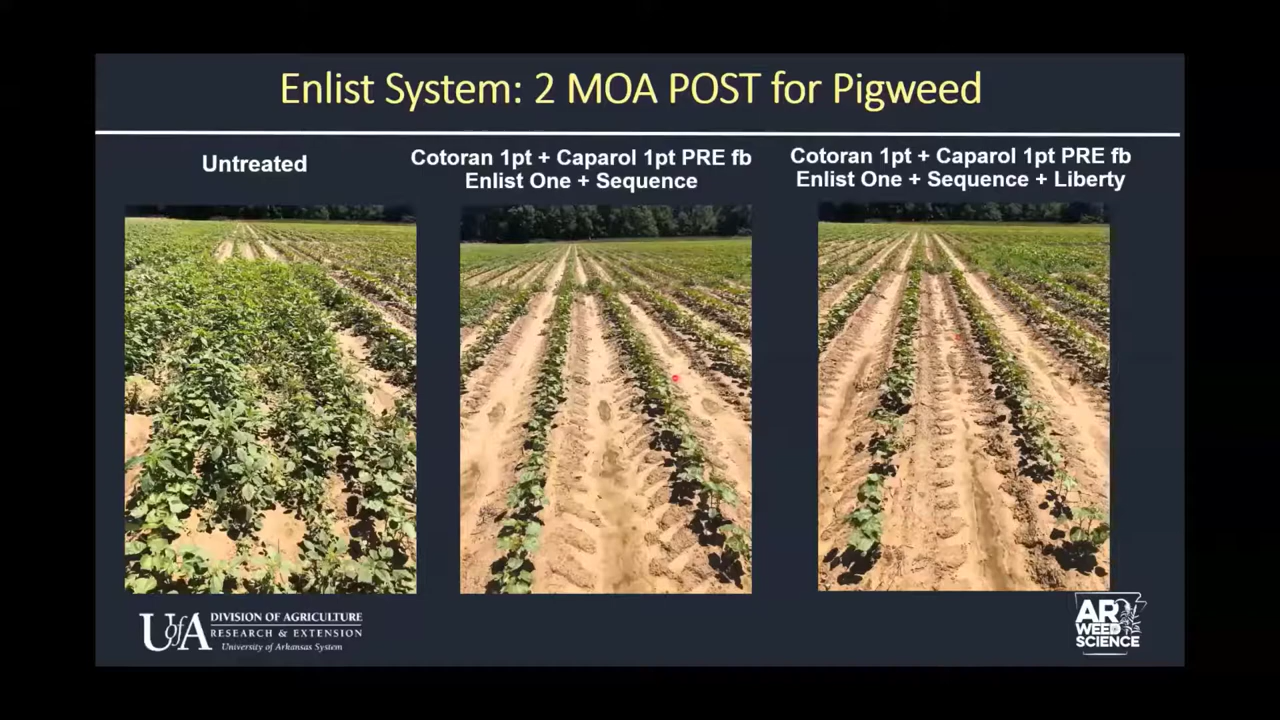 Enlist System: 2 MOA POST for Pigweed
Untreated
Cotoran 1pt + Caparol 1pt PRE fb
Enlist One + Sequence
Cotoran 1pt + Caparol 1pt PRE fb
Enlist One + Sequence + Liberty
UofA DIVISION OF AGRICULTURE
RESEARCH & EXTENSION
University of Arkansas System
AR
WEED
SCIENCE